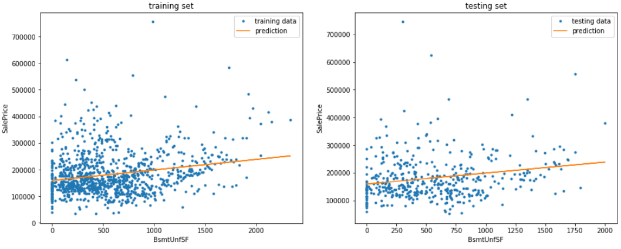 training set
training data
prediction
700000
600000
500000
400000
300000
200000
100000
0
SalePrice
0
500
1000
1500
2000
BsmtUnfSF
testing set
testing data
prediction
700000
600000
500000
400000
300000
200000
100000
SalePrice
0
250
500
750
1000
1250
1500
1750
2000
BsmtUnfSF